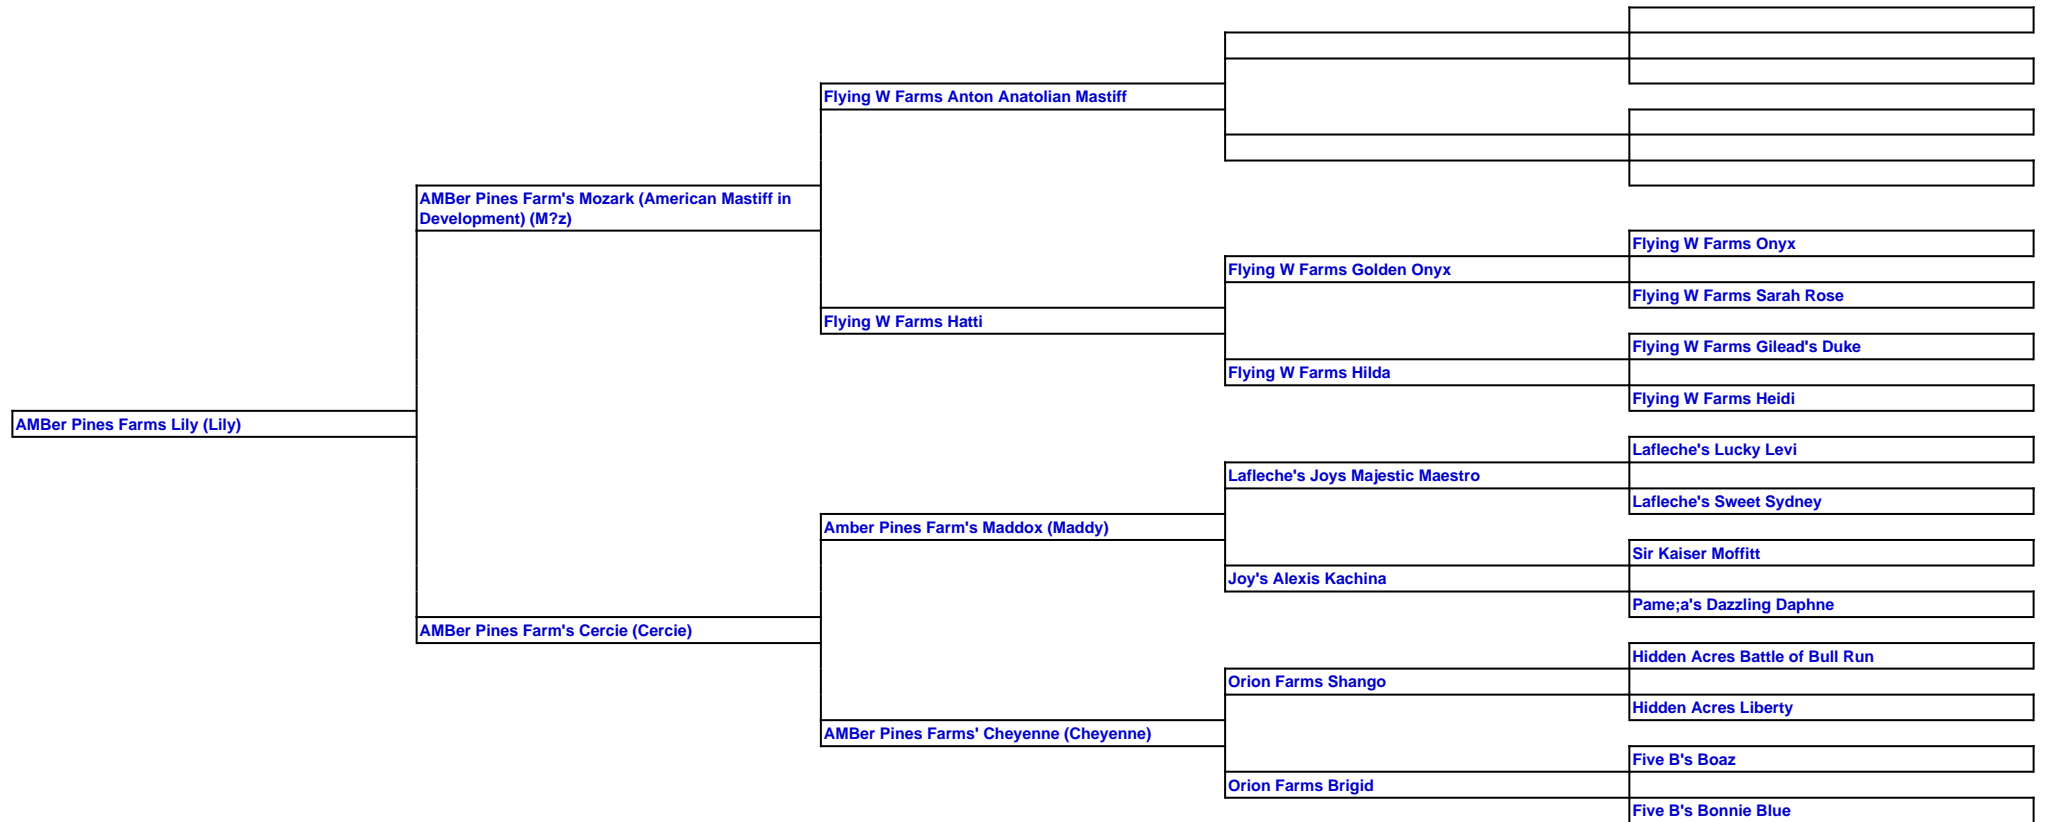 Flying W Farms Anton Anatolian Mastiff
AMBer Pines Farm's Mozark (American Mastiff in
Development) (M?z)
Flying W Farms Onyx
Flying W Farms Golden Onyx
Flying W Farms Sarah Rose
Flying W Farms Hatti
Flying W Farms Gilead's Duke
Flying W Farms Hilda
Flying W Farms Heidi
AMBer Pines Farms Lily (Lily)
Lafleche's Lucky Levi
Lafleche's Joys Majestic Maestro
Lafleche's Sweet Sydney
Amber Pines Farm's Maddox (Maddy)
Sir Kaiser Moffitt
Joy's Alexis Kachina
Pame;a's Dazzling Daphne
AMBer Pines Farm's Cercie (Cercie)
Hidden Acres Battle of Bull Run
Orion Farms Shango
Hidden Acres Liberty
AMBer Pines Farms' Cheyenne (Cheyenne)
Five B's Boaz
Orion Farms Brigid
Five B's Bonnie Blue